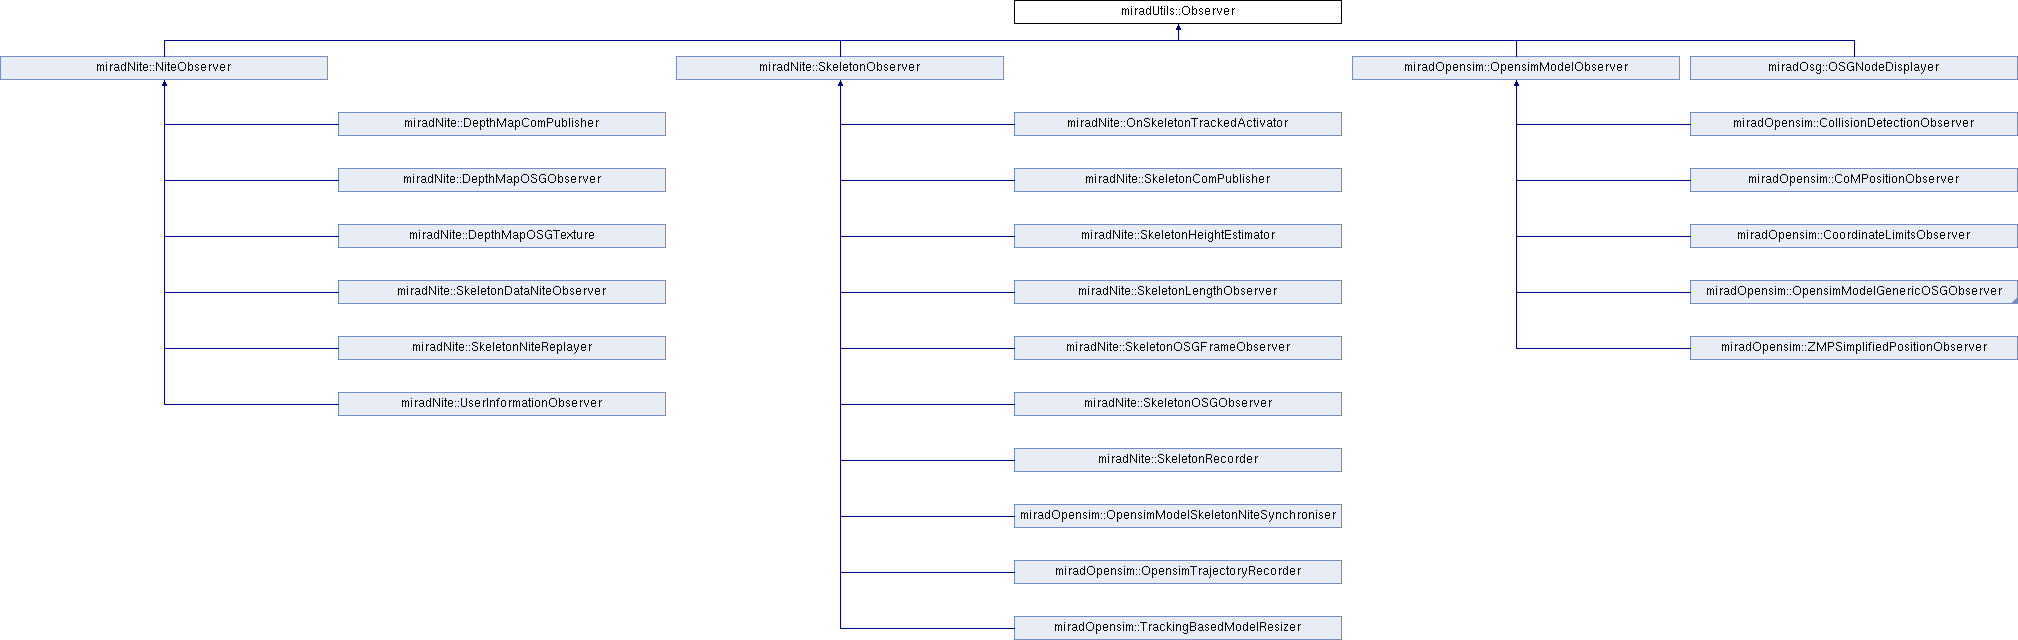 miradUtils::Observer
miradNite::NiteObserver
miradNite::SkeletonObserver
miradOpensim::OpensimModelObserver
miradOsg::OSGNodeDisplayer
miradNite::DepthMapComPublisher
miradNite::OnSkeletonTrackedActivator
miradOpensim::CollisionDetectionObserver
miradNite::DepthMapOSGObserver
miradNite::SkeletonComPublisher
miradOpensim::CoMPositionObserver
miradNite::DepthMapOSGTexture
miradNite::SkeletonHeightEstimator
miradOpensim::CoordinateLimitsObserver
miradNite::SkeletonDataNiteObserver
miradNite::SkeletonLengthObserver
miradOpensim::OpensimModelGenericOSGObserver
miradNite::SkeletonNiteReplayer
miradNite::SkeletonOSGFrameObserver
miradOpensim::ZMPSimplifiedPositionObserver
miradNite::UserInformationObserver
miradNite::SkeletonOSGObserver
miradNite::SkeletonRecorder
miradOpensim::OpensimModelSkeletonNiteSynchroniser
miradOpensim::OpensimTrajectoryRecorder
miradOpensim::TrackingBasedModelResizer